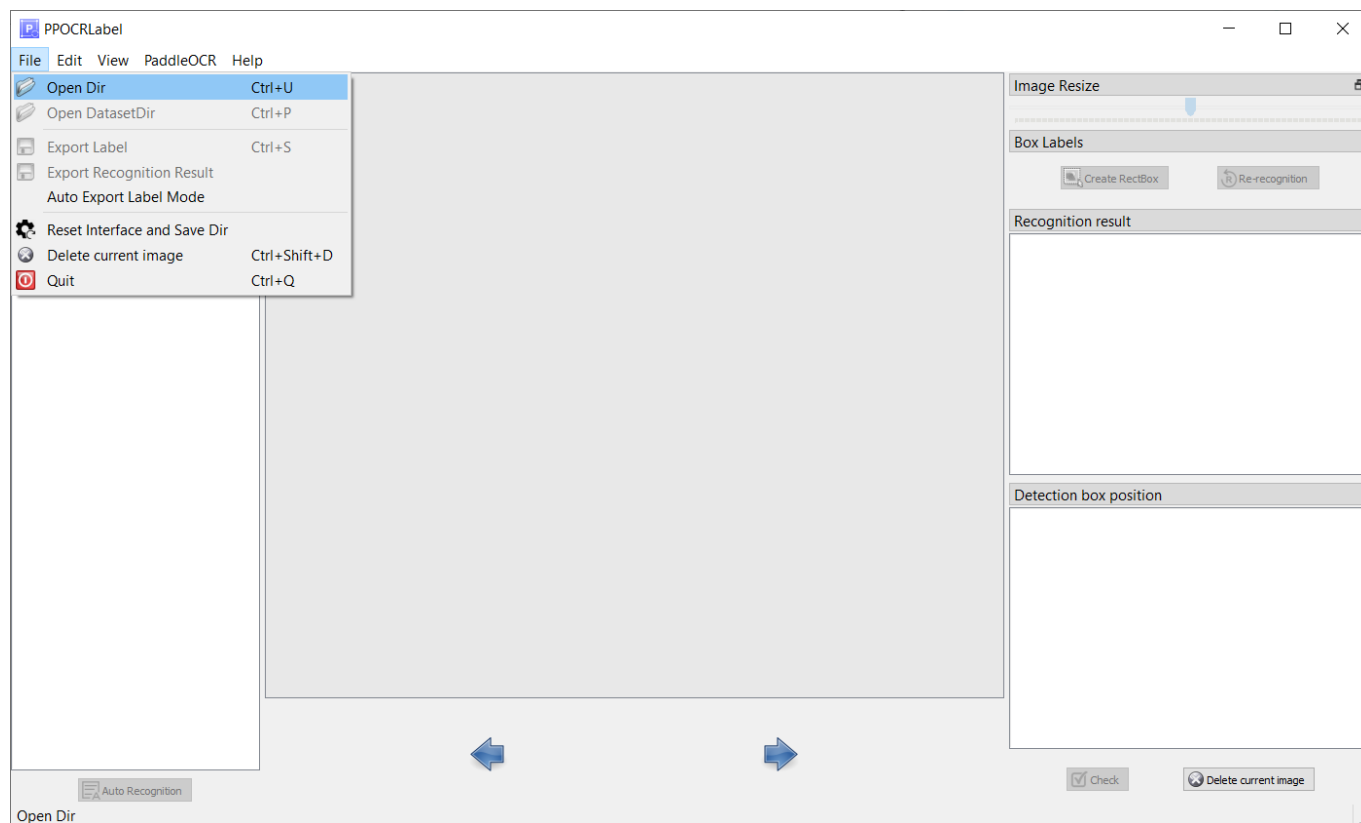 PPOCRLabel
File Edit View PaddleOCR Help
Open Dir Ctrl+U
Open DatasetDir Ctrl+P
Export Label Ctrl+S
Export Recognition Result
Auto Export Label Mode
Reset Interface and Save Dir
Delete current image Ctrl+Shift+D
Quit Ctrl+Q
Image Resize
Box Labels
Create RectBox Re-recognition
Recognition result
Detection box position
Check Delete current image
Auto Recognition
Open Dir